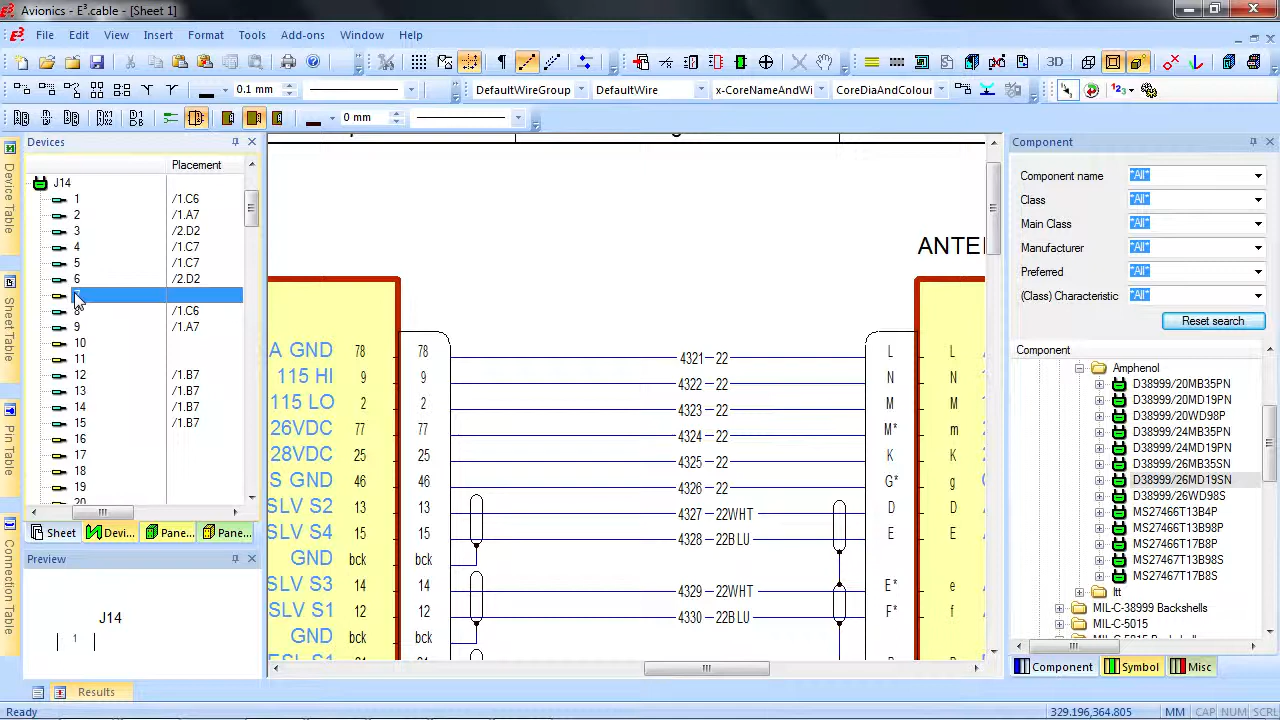 Avionics - E³.cable - [Sheet 1]
File Edit View Insert Format Tools Add-ons Window Help
3D
0.1 mm DefaultWireGroup DefaultWire x-CoreNameAndWi CoreDiaAndColour
0 mm
Devices
Placement
J14
1 /1.C6
2 /1.A7
3 /2.D2
4 /1.C7
5 /1.C7
6 /2.D2
7
8 /1.C6
9 /1.A7
10
11
12 /1.B7
13 /1.B7
14 /1.B7
15 /1.B7
16
17
18
19
20
Sheet Devi... Pane... Pane...
Preview
J14
1
Device Table
Sheet Table
Pin Table
Connection Table
ANTE
A GND 78 78 4321-22 L L
115 HI 9 9 4322-22 N N
115 LO 2 2 4323-22 M M
26VDC 77 77 4324-22 M* m
28VDC 25 25 4325-22 K K
S GND 46 46 4326-22 G* g
SLV S2 13 13 4327-22WHT D D
SLV S4 15 15 4328-22BLU E E
GND bck bck
SLV S3 14 14 4329-22WHT E* e
SLV S1 12 12 4330-22BLU F* f
GND bck bck
Component
Component name *All*
Class *All*
Main Class *All*
Manufacturer *All*
Preferred *All*
(Class) Characteristic *All*
Reset search
Component
Amphenol
D38999/20MB35PN
D38999/20MD19PN
D38999/20WD98P
D38999/24MB35PN
D38999/24MD19PN
D38999/26MB35SN
D38999/26MD19SN
D38999/26WD98S
MS27466T13B4P
MS27466T13B98P
MS27466T17B8P
MS27467T13B98S
MS27467T17B8S
Itt
MIL-C-38999 Backshells
MIL-C-5015
MIL-C-5015 Backshells
Component Symbol Misc
Results
Ready 329.196,364.805 MM CAP NUM SCRL